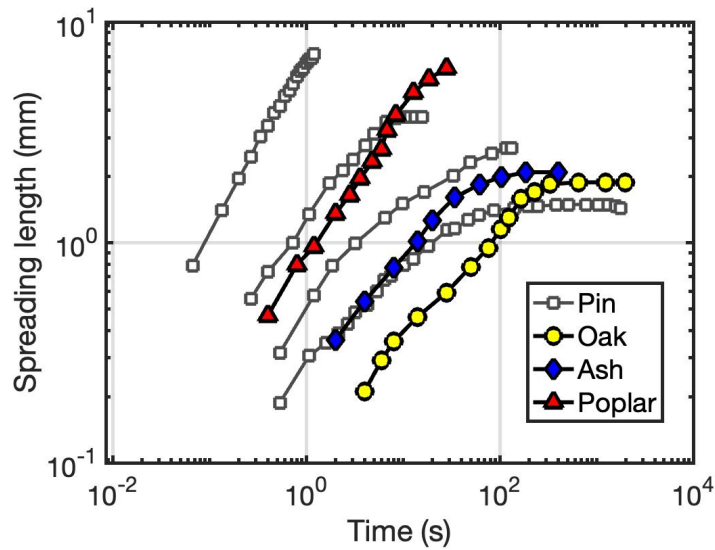 10^1
10^0
10^-1
Spreading length (mm)
Pin
Oak
Ash
Poplar
10^-2
10^0
10^2
10^4
Time (s)